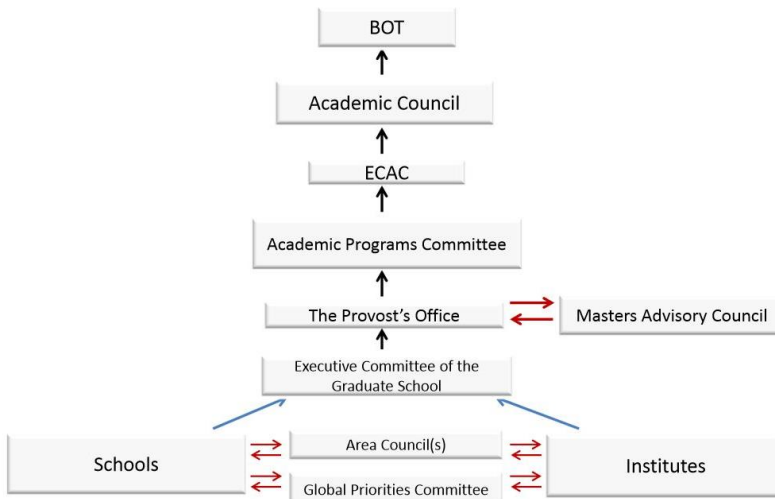 BOT
Academic Council
ECAC
Academic Programs Committee
The Provost's Office
Masters Advisory Council
Executive Committee of the
Graduate School
Schools
Area Council(s)
Institutes
Global Priorities Committee